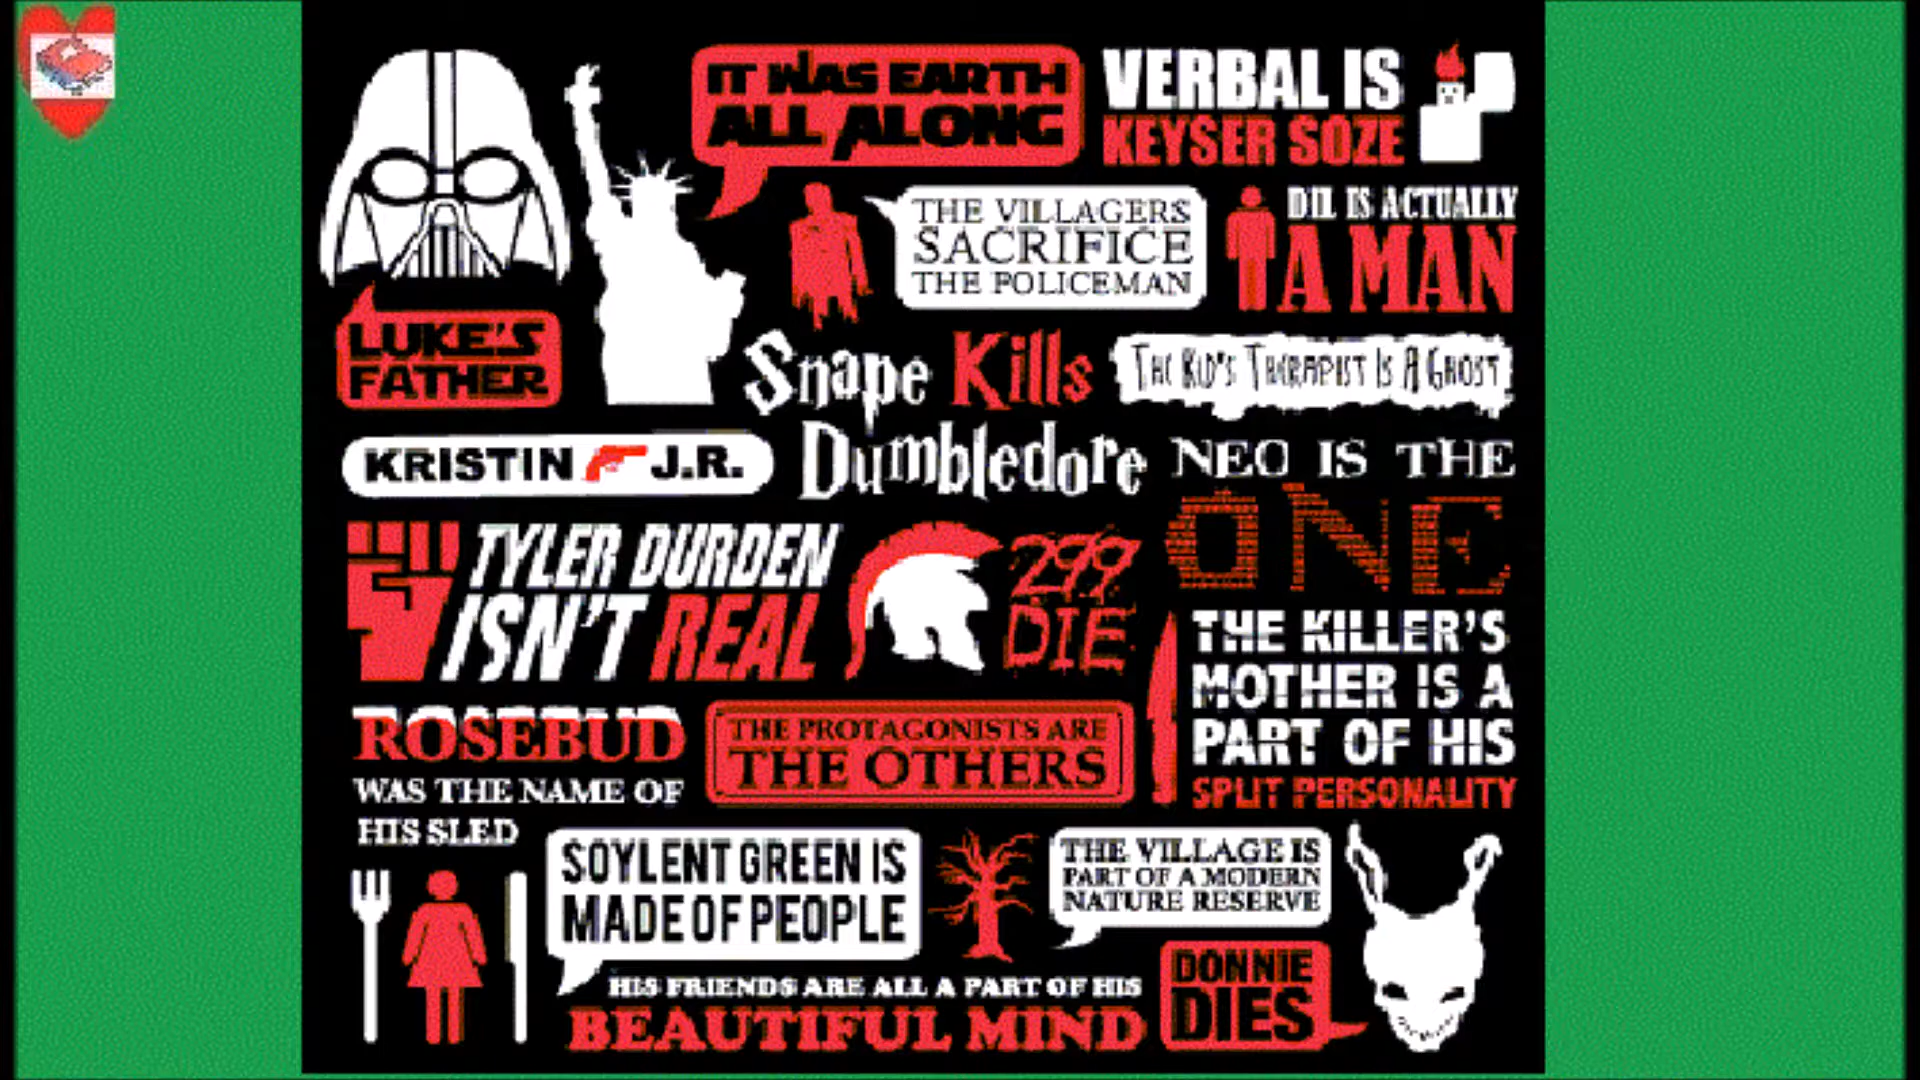 IT WAS EARTH
ALL ALONG
VERBAL IS
KEYSER SOZE
THE VILLAGERS
SACRIFICE
THE POLICEMAN
DIL IS ACTUALLY
A MAN
LUKE'S
FATHER
Snape Kills
Dumbledore
THE KID'S THERAPIST IS A GHOST
KRISTIN J.R.
NEO IS THE
ONE
TYLER DURDEN
ISN'T REAL
299
DIE
THE KILLER'S
MOTHER IS A
PART OF HIS
SPLIT PERSONALITY
ROSEBUD
WAS THE NAME OF
HIS SLED
THE PROTAGONISTS ARE
THE OTHERS
SOYLENT GREEN IS
MADE OF PEOPLE
THE VILLAGE IS
PART OF A MODERN
NATURE RESERVE
HIS FRIENDS ARE ALL A PART OF HIS
BEAUTIFUL MIND
DONNIE
DIES